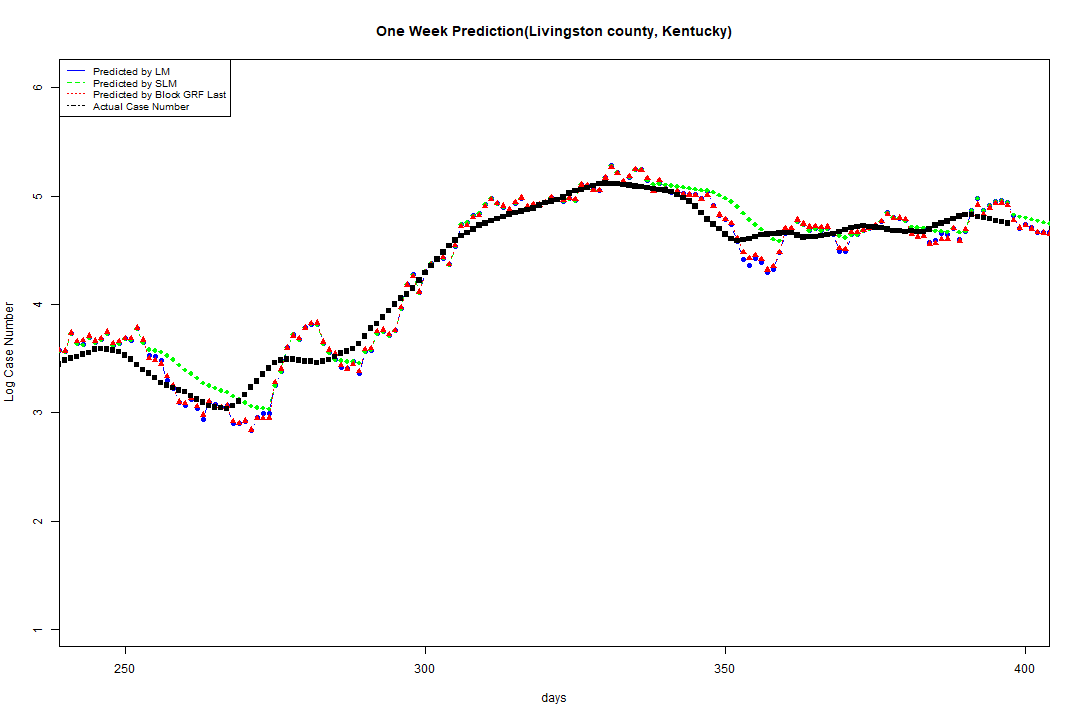 One Week Prediction(Livingston county, Kentucky)
Predicted by LM
Predicted by SLM
Predicted by Block GRF Last
Actual Case Number
6
5
4
3
2
1
Log Case Number
250 300 350 400
days